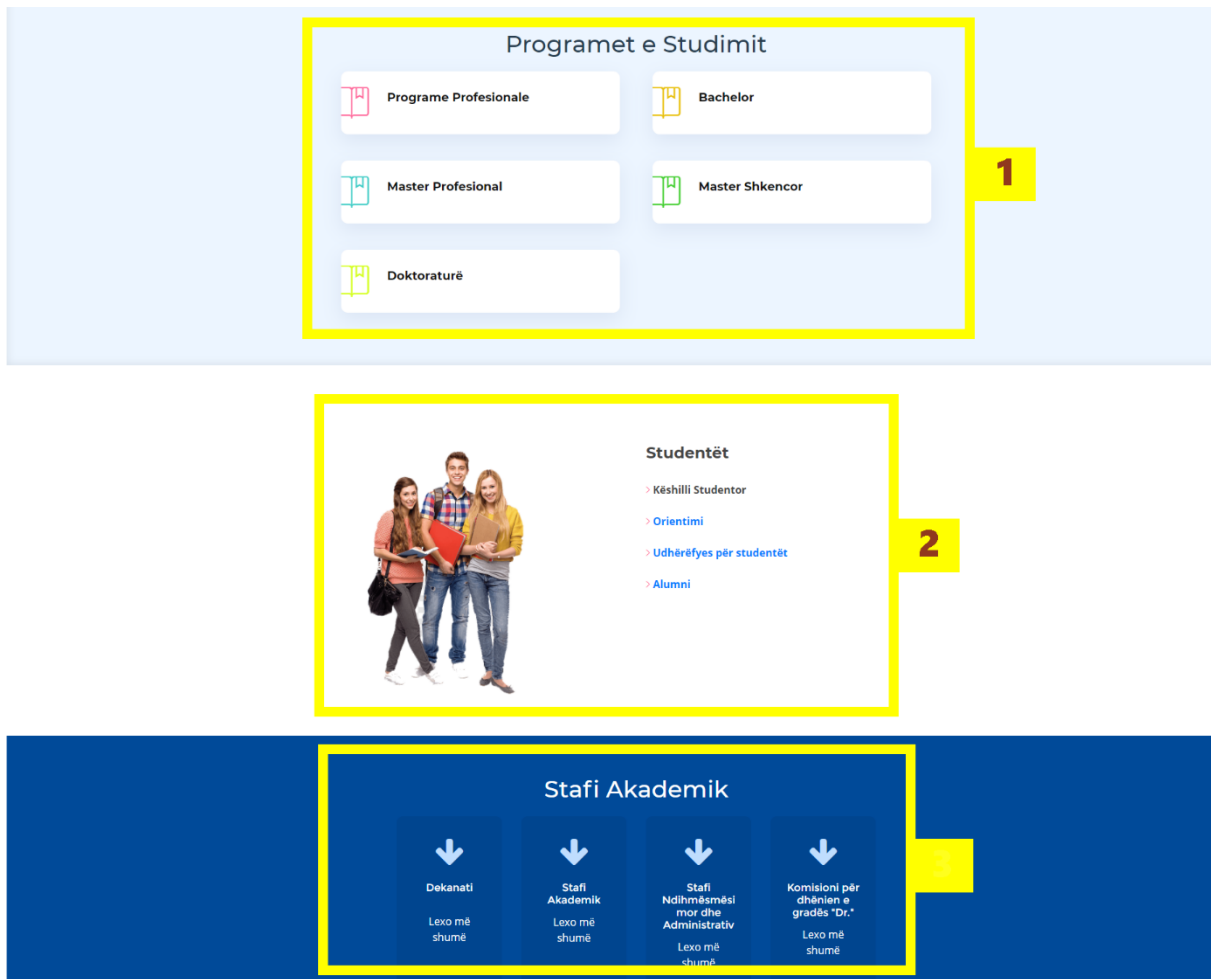 Programet e Studimit
Programe Profesionale
Bachelor
Master Profesional
Master Shkencor
Doktoraturë
1
Studentët
> Këshilli Studentor
> Orientimi
> Udhërëfyes për studentët
> Alumni
2
Stafi Akademik
Dekanati
Lexo më
shumë
Stafi
Akademik
Lexo më
shumë
Stafi
Ndihmësmësi
mor dhe
Administrativ
Lexo më
shumë
Komisioni për
dhënien e
gradës "Dr."
Lexo më
shumë
3